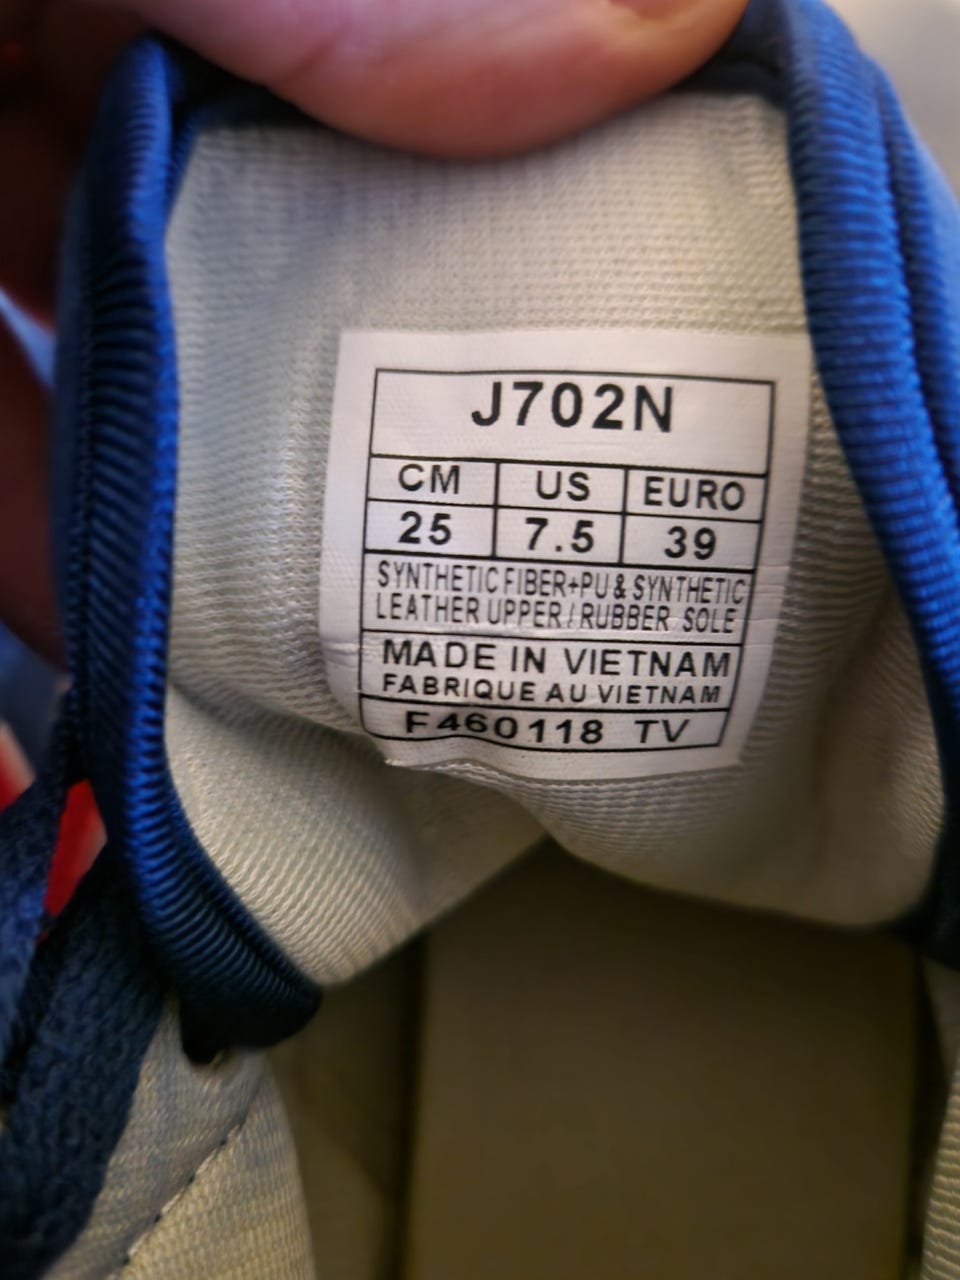 J702N
CM US EURO
25 7.5 39
SYNTHETIC FIBER+PU & SYNTHETIC
LEATHER UPPER / RUBBER SOLE
MADE IN VIETNAM
FABRIQUE AU VIETNAM
F460118 TV